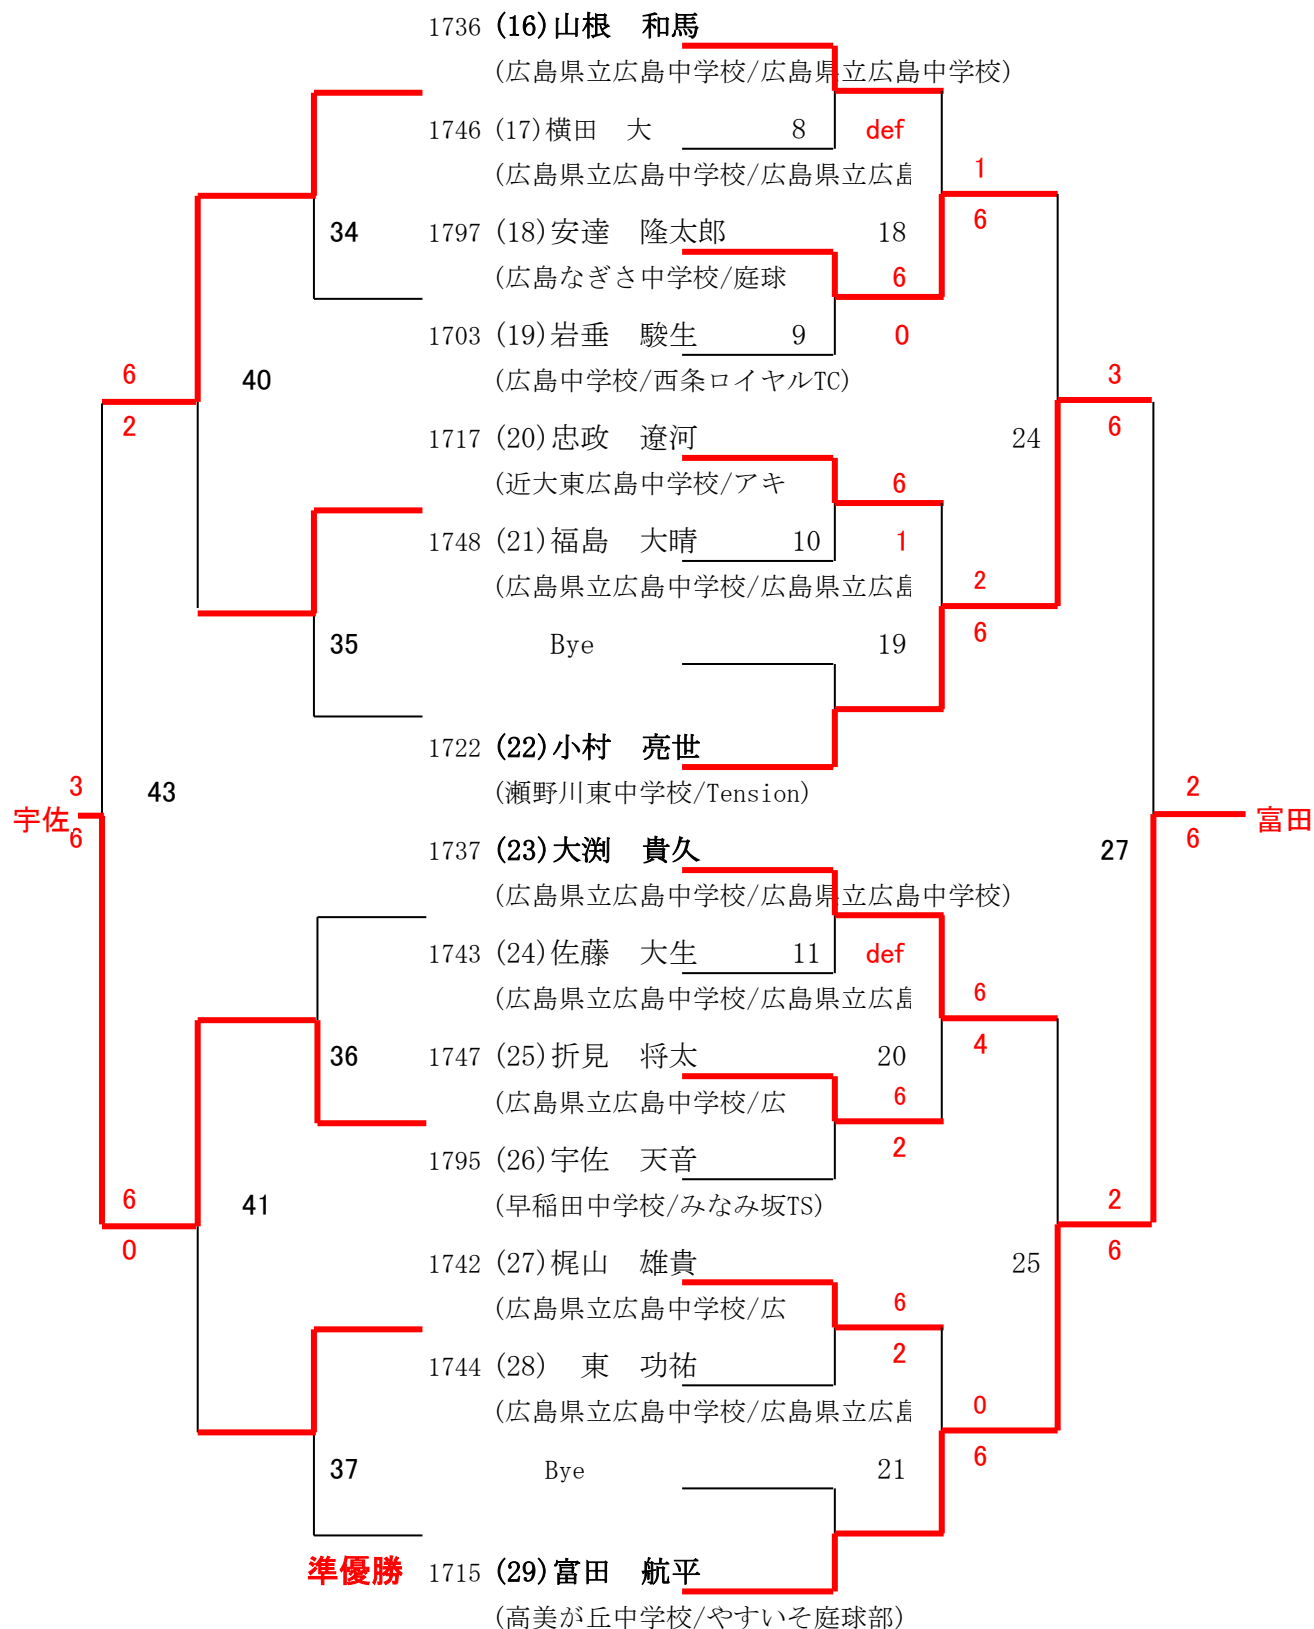 1736 (16)山根　和馬
(広島県立広島中学校/広島県立広島中学校)
1746 (17)横田　大 8 def
(広島県立広島中学校/広島県立広島
1
34 1797 (18)安達　隆太郎 18 6
(広島なぎさ中学校/庭球 6
1703 (19)岩垂　駿生 9 0
6 40 (広島中学校/西条ロイヤルTC) 3
2 1717 (20)忠政　遼河 24 6
(近大東広島中学校/アキ 6
1748 (21)福島　大晴 10 1
(広島県立広島中学校/広島県立広島 2
35 Bye 19 6
1722 (22)小村　亮世
3 43 (瀬野川東中学校/Tension) 2
宇佐 富田
6 1737 (23)大渕　貴久 27 6
(広島県立広島中学校/広島県立広島中学校)
1743 (24)佐藤　大生 11 def
(広島県立広島中学校/広島県立広島 6
36 1747 (25)折見　将太 20 4
(広島県立広島中学校/広 6
1795 (26)宇佐　天音 2
6 41 (早稲田中学校/みなみ坂TS) 2
0 1742 (27)梶山　雄貴 25 6
(広島県立広島中学校/広 6
1744 (28)　東　功祐 2
(広島県立広島中学校/広島県立広島 0
37 Bye 21 6
準優勝 1715 (29)富田　航平
(高美が丘中学校/やすいそ庭球部)